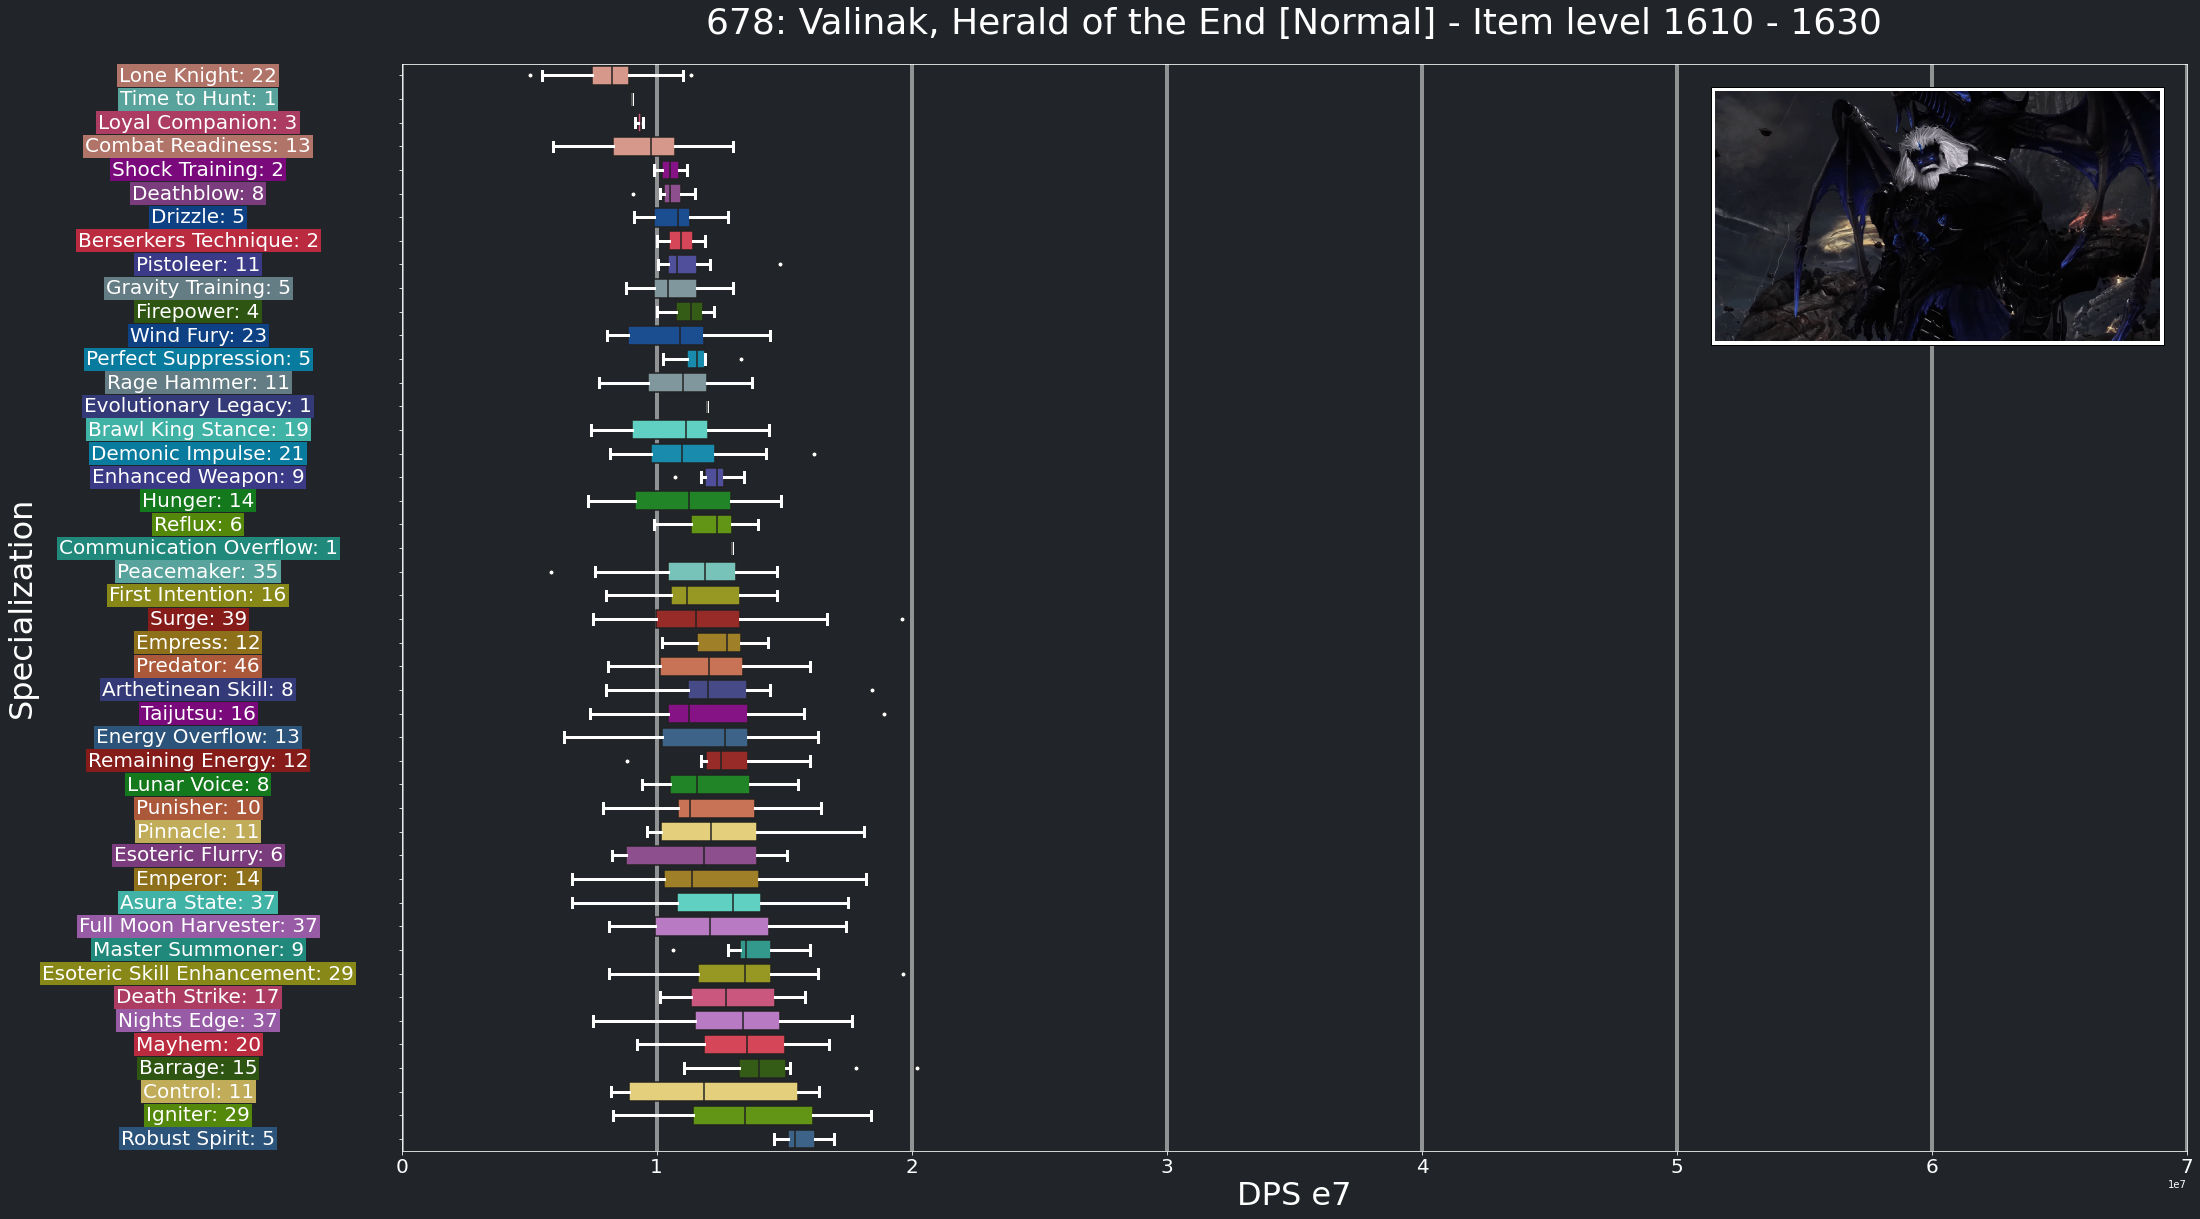 678: Valinak, Herald of the End [Normal] - Item level 1610 - 1630
Lone Knight: 22
Time to Hunt: 1
Loyal Companion: 3
Combat Readiness: 13
Shock Training: 2
Deathblow: 8
Drizzle: 5
Berserkers Technique: 2
Pistoleer: 11
Gravity Training: 5
Firepower: 4
Wind Fury: 23
Perfect Suppression: 5
Rage Hammer: 11
Evolutionary Legacy: 1
Brawl King Stance: 19
Demonic Impulse: 21
Enhanced Weapon: 9
Hunger: 14
Reflux: 6
Communication Overflow: 1
Peacemaker: 35
First Intention: 16
Surge: 39
Empress: 12
Predator: 46
Arthetinean Skill: 8
Taijutsu: 16
Energy Overflow: 13
Remaining Energy: 12
Lunar Voice: 8
Punisher: 10
Pinnacle: 11
Esoteric Flurry: 6
Emperor: 14
Asura State: 37
Full Moon Harvester: 37
Master Summoner: 9
Esoteric Skill Enhancement: 29
Death Strike: 17
Nights Edge: 37
Mayhem: 20
Barrage: 15
Control: 11
Igniter: 29
Robust Spirit: 5
Specialization
0 1 2 3 4 5 6 7
DPS e7
1e7